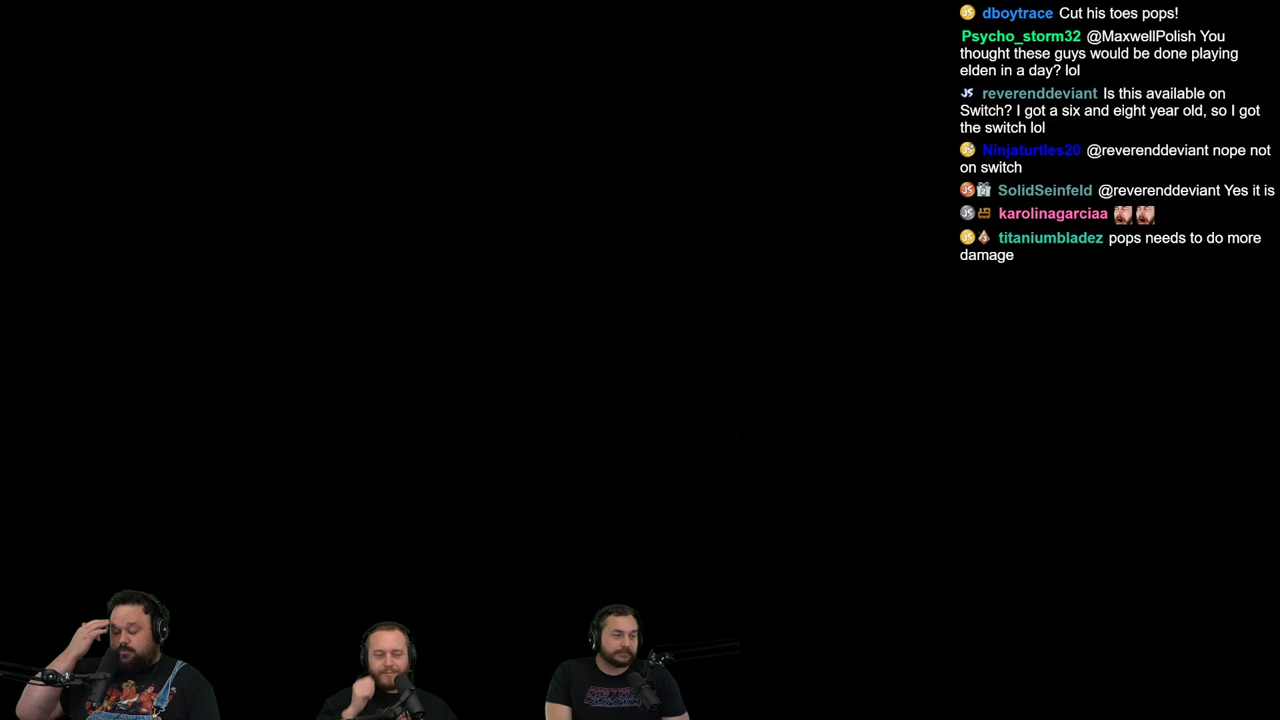 dboytrace Cut his toes pops!
Psycho_storm32 @MaxwellPolish You
thought these guys would be done playing
elden in a day? lol
reverenddeviant Is this available on
Switch? I got a six and eight year old, so I got
the switch lol
Ninjaturtles20 @reverenddeviant nope not
on switch
SolidSeinfeld @reverenddeviant Yes it is
karolinagarciaa
titaniumbladez pops needs to do more
damage